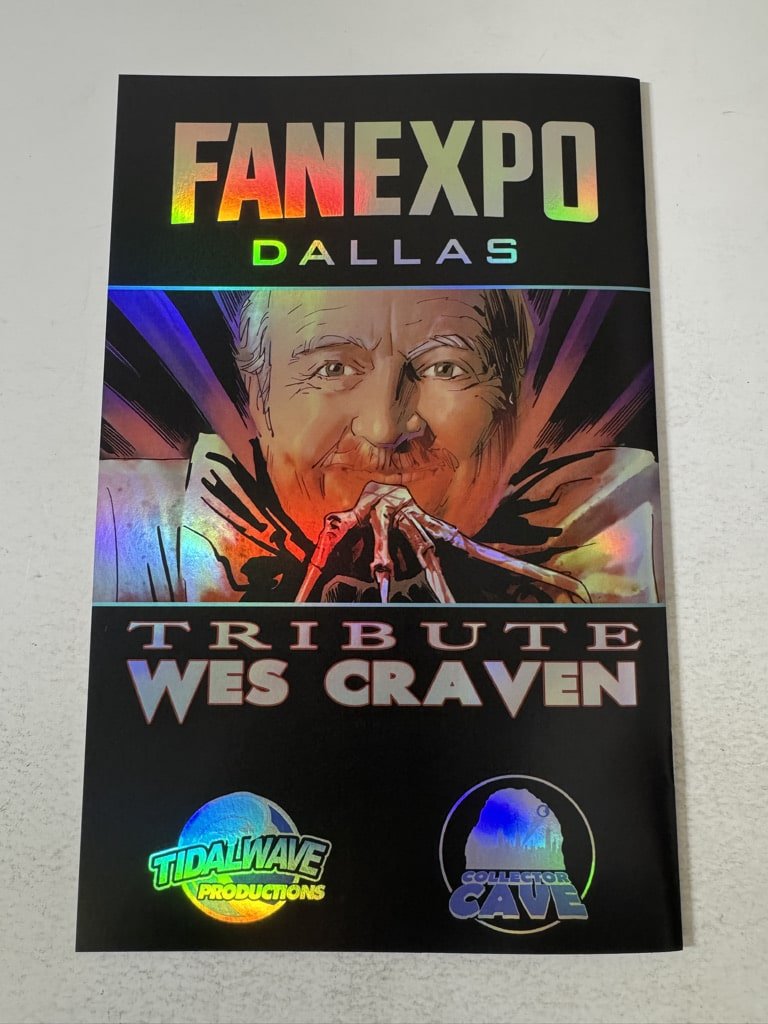 FANEXPO
DALLAS
TRIBUTE
WES CRAVEN
TIDALWAVE
PRODUCTIONS
COLLECTOR
CAVE